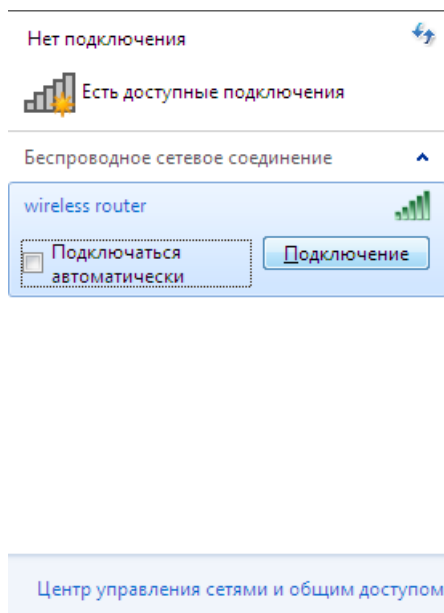 Нет подключения
Есть доступные подключения
Беспроводное сетевое соединение
wireless router
Подключаться
автоматически
Подключение
Центр управления сетями и общим доступом